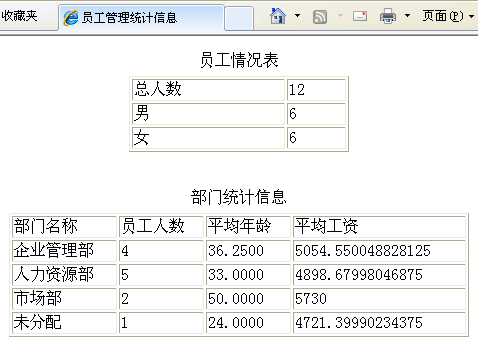 收藏夹 员工管理统计信息 页面(P)
员工情况表
总人数 12
男 6
女 6
部门统计信息
部门名称 员工人数 平均年龄 平均工资
企业管理部 4 36.2500 5054.550048828125
人力资源部 5 33.0000 4898.67998046875
市场部 2 50.0000 5730
未分配 1 24.0000 4721.39990234375